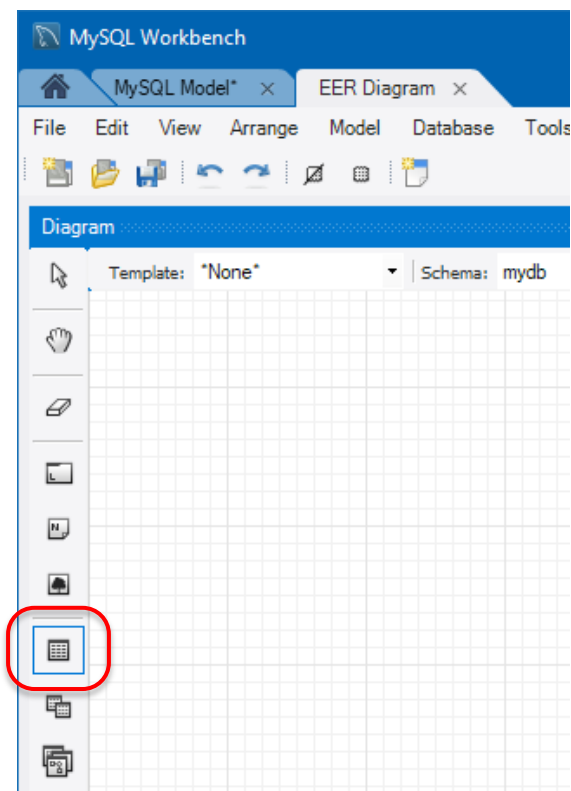 MySQL Workbench
MySQL Model* × EER Diagram ×
File Edit View Arrange Model Database Tools
Diagram
Template: *None* Schema: mydb
N